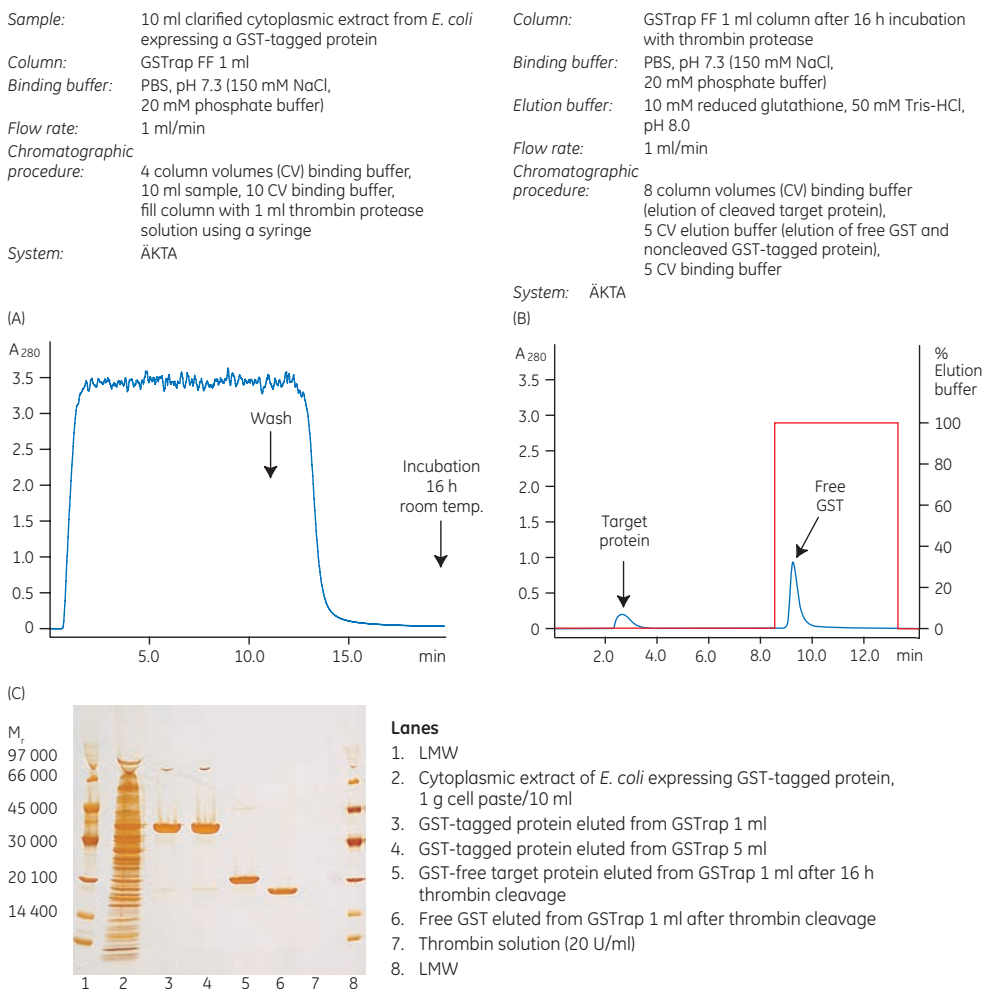 Sample: 10 ml clarified cytoplasmic extract from E. coli
expressing a GST-tagged protein
Column: GSTrap FF 1 ml
Binding buffer: PBS, pH 7.3 (150 mM NaCl,
20 mM phosphate buffer)
Flow rate: 1 ml/min
Chromatographic
procedure: 4 column volumes (CV) binding buffer,
10 ml sample, 10 CV binding buffer,
fill column with 1 ml thrombin protease
solution using a syringe
System: ÄKTA
Column: GSTrap FF 1 ml column after 16 h incubation
with thrombin protease
Binding buffer: PBS, pH 7.3 (150 mM NaCl,
20 mM phosphate buffer)
Elution buffer: 10 mM reduced glutathione, 50 mM Tris-HCl,
pH 8.0
Flow rate: 1 ml/min
Chromatographic
procedure: 8 column volumes (CV) binding buffer
(elution of cleaved target protein),
5 CV elution buffer (elution of free GST and
noncleaved GST-tagged protein),
5 CV binding buffer
System: ÄKTA
(A)
A280
3.5
3.0
2.5
2.0
1.5
1.0
0.5
0
Wash
Incubation
16 h
room temp.
5.0 10.0 15.0 min
(B)
A280
3.5
3.0
2.5
2.0
1.5
1.0
0.5
0
%
Elution
buffer
100
80
60
40
20
0
Target
protein
Free
GST
2.0 4.0 6.0 8.0 10.0 12.0 min
(C)
Mr
97 000
66 000
45 000
30 000
20 100
14 400
1 2 3 4 5 6 7 8
Lanes
1. LMW
2. Cytoplasmic extract of E. coli expressing GST-tagged protein,
1 g cell paste/10 ml
3. GST-tagged protein eluted from GSTrap 1 ml
4. GST-tagged protein eluted from GSTrap 5 ml
5. GST-free target protein eluted from GSTrap 1 ml after 16 h
thrombin cleavage
6. Free GST eluted from GSTrap 1 ml after thrombin cleavage
7. Thrombin solution (20 U/ml)
8. LMW